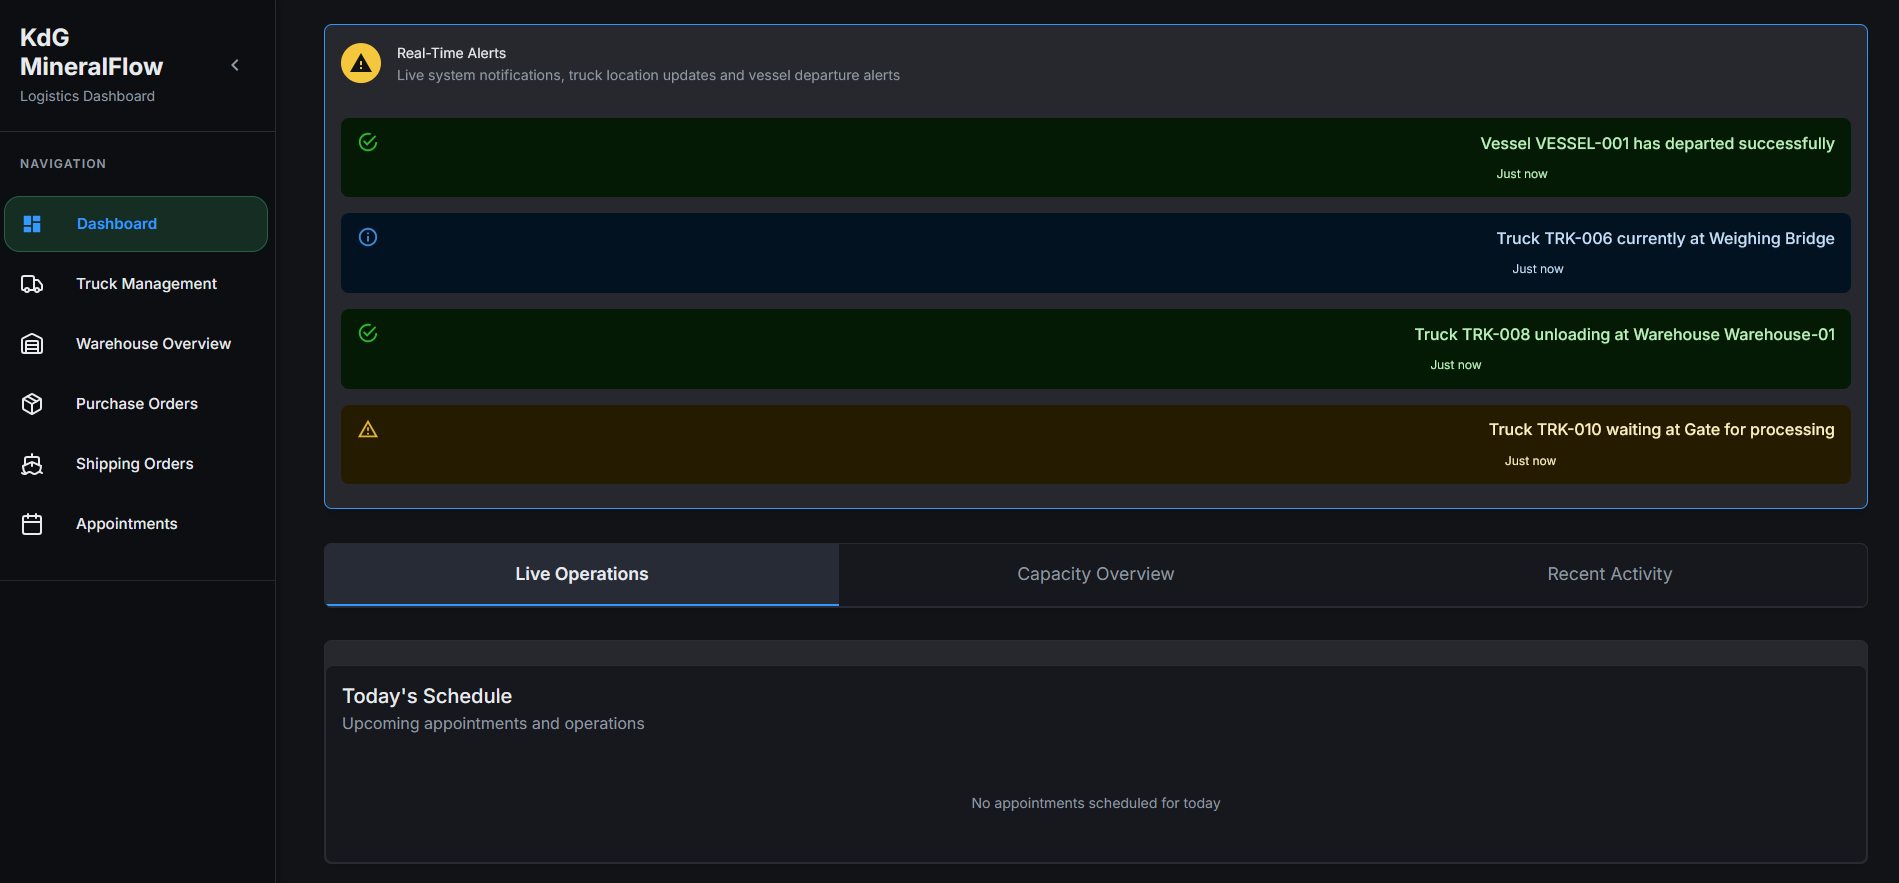 KdG
MineralFlow
Logistics Dashboard
NAVIGATION
Dashboard
Truck Management
Warehouse Overview
Purchase Orders
Shipping Orders
Appointments
Real-Time Alerts
Live system notifications, truck location updates and vessel departure alerts
Vessel VESSEL-001 has departed successfully
Just now
Truck TRK-006 currently at Weighing Bridge
Just now
Truck TRK-008 unloading at Warehouse Warehouse-01
Just now
Truck TRK-010 waiting at Gate for processing
Just now
Live Operations
Capacity Overview
Recent Activity
Today's Schedule
Upcoming appointments and operations
No appointments scheduled for today